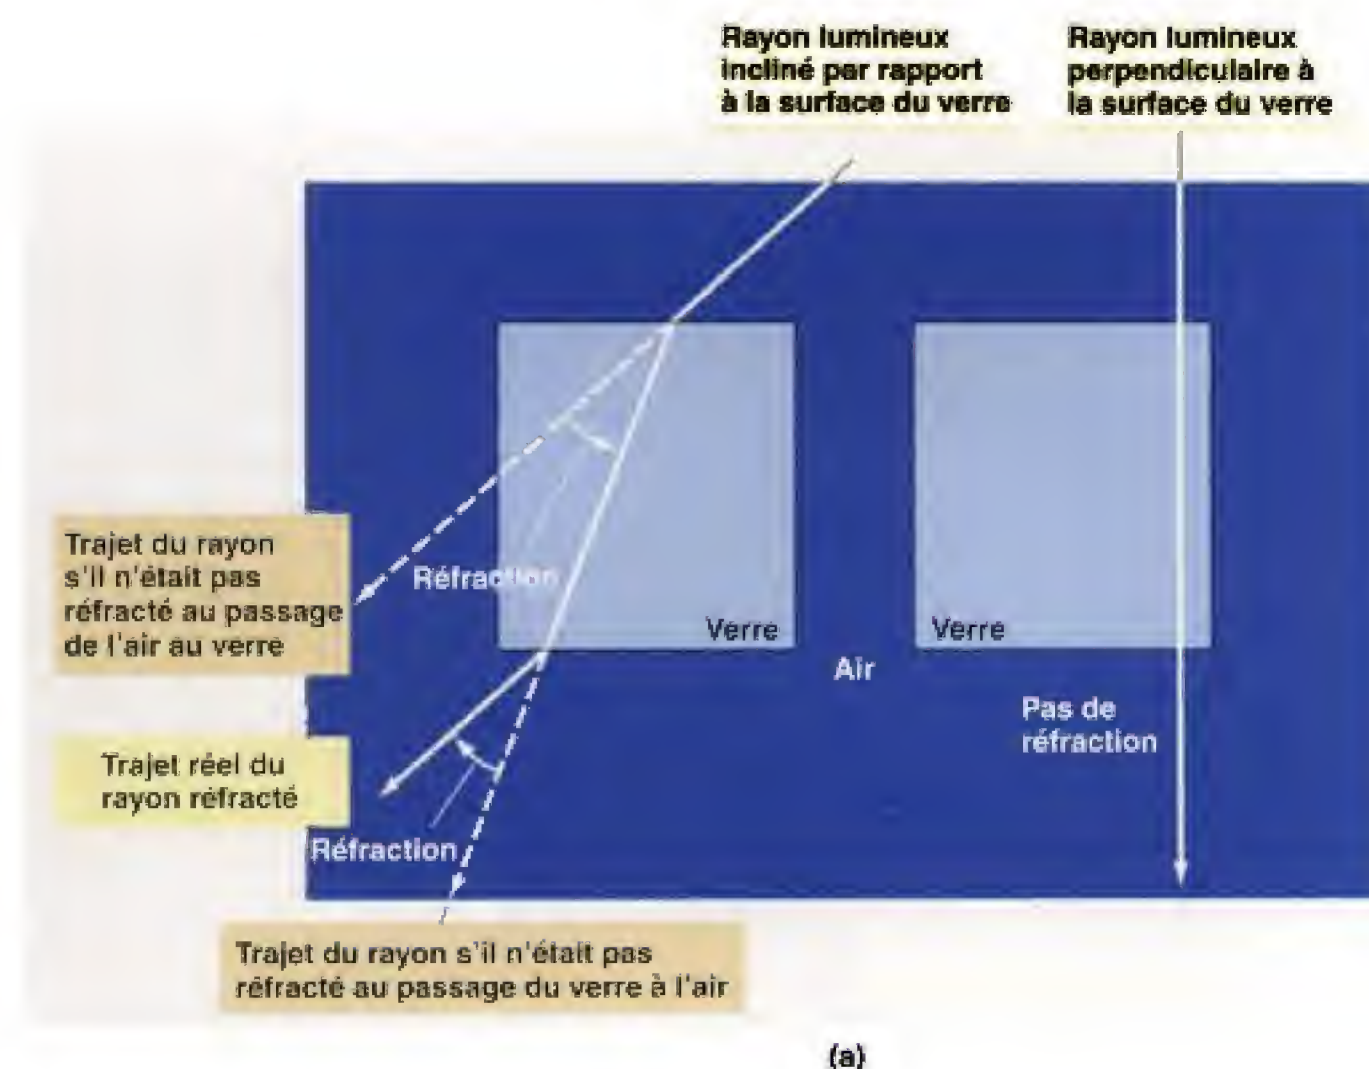 Rayon lumineux
incliné par rapport
à la surface du verre
Rayon lumineux
perpendiculaire à
la surface du verre
Trajet du rayon
s'il n'était pas
réfracté au passage
de l'air au verre
Réfraction
Verre
Verre
Air
Pas de
réfraction
Trajet réel du
rayon réfracté
Réfraction
Trajet du rayon s'il n'était pas
réfracté au passage du verre à l'air
(a)